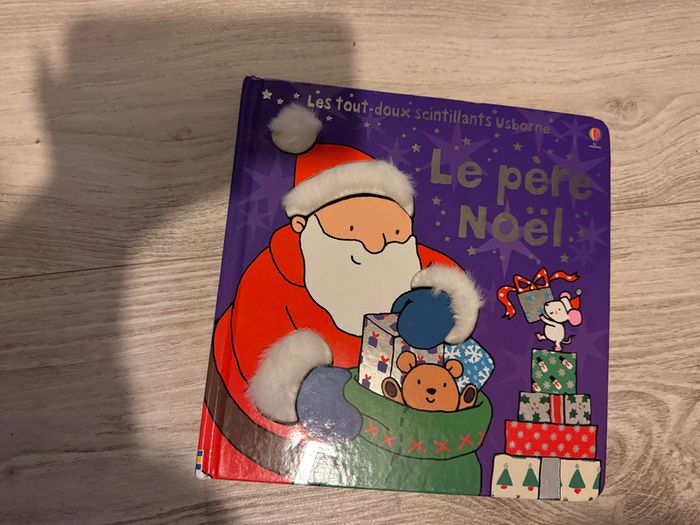 Les tout-doux scintillants Usborne
Le père
Noël